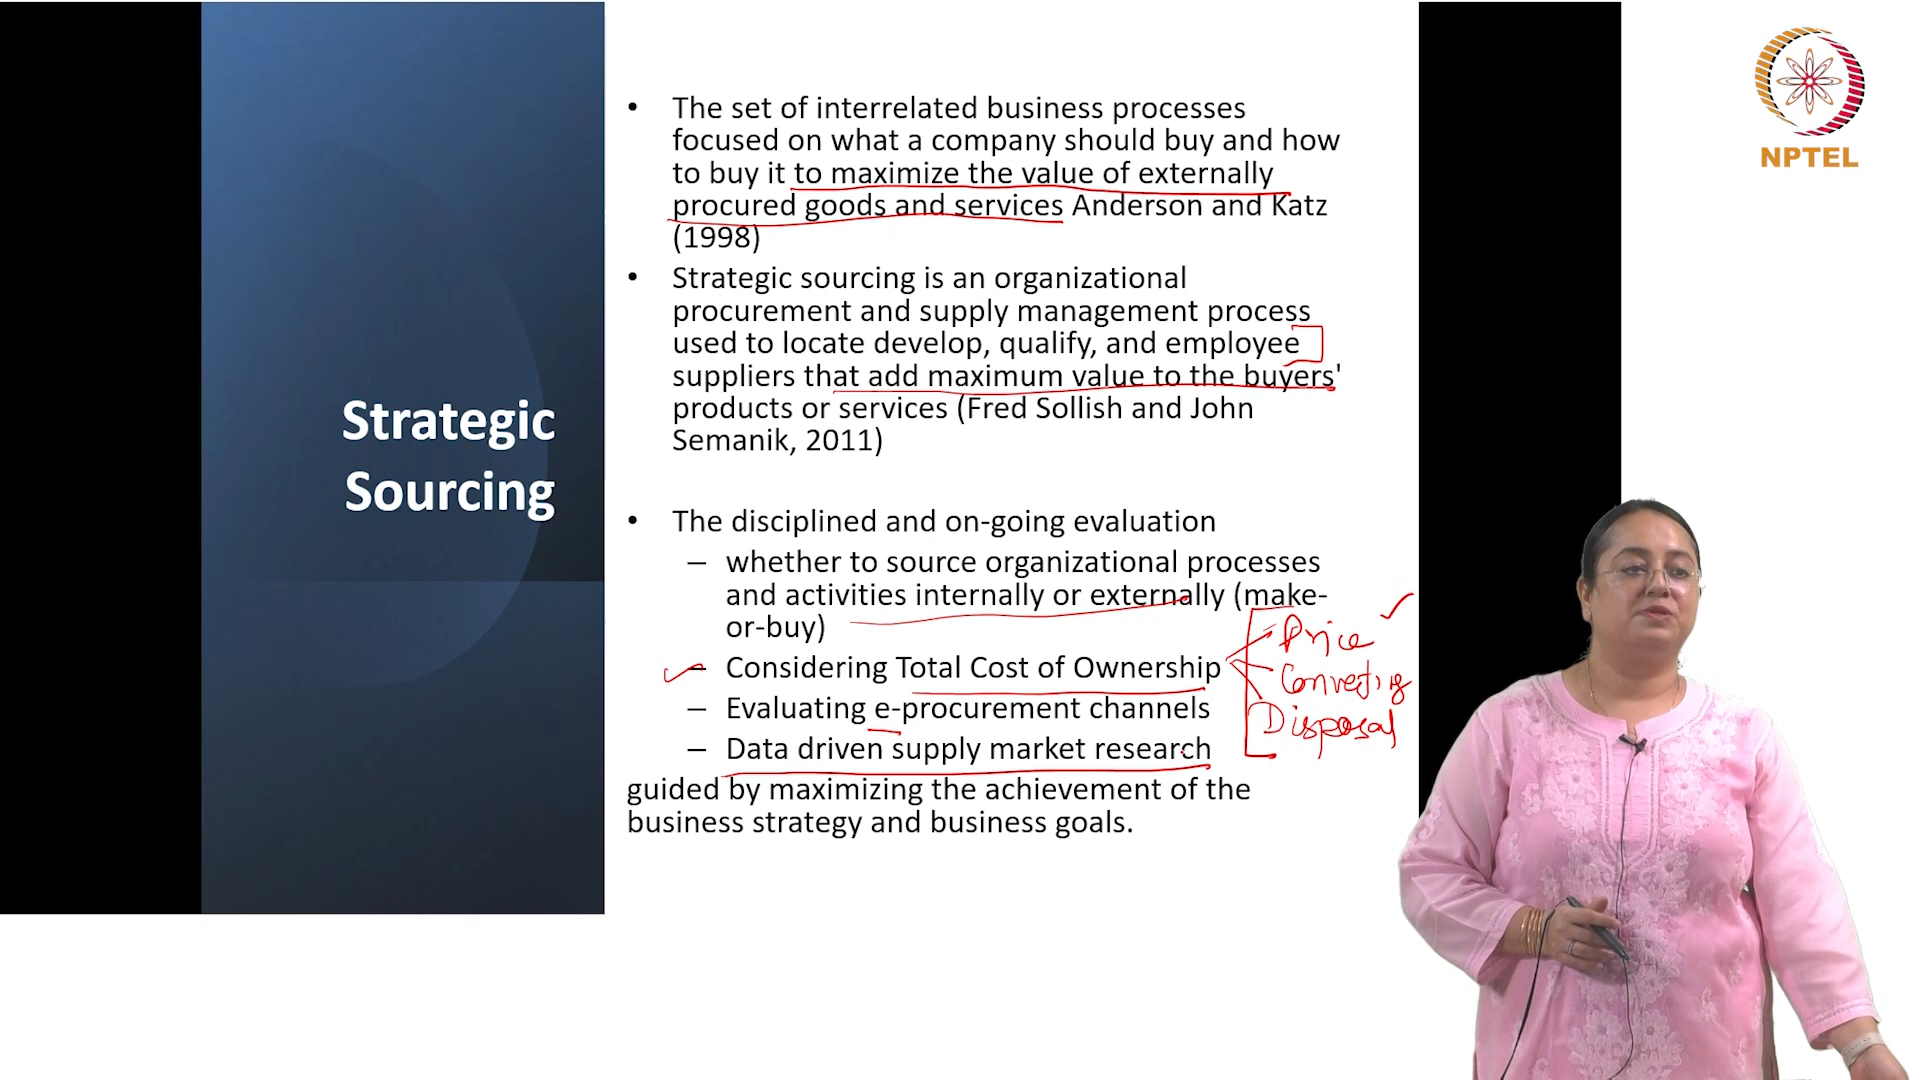 NPTEL
• The set of interrelated business processes
focused on what a company should buy and how
to buy it to maximize the value of externally
procured goods and services Anderson and Katz
(1998)
• Strategic sourcing is an organizational
procurement and supply management process
used to locate develop, qualify, and employee
suppliers that add maximum value to the buyers'
products or services (Fred Sollish and John
Semanik, 2011)
Strategic
Sourcing
• The disciplined and on-going evaluation
– whether to source organizational processes
and activities internally or externally (make-
or-buy)
– Considering Total Cost of Ownership
– Evaluating e-procurement channels
– Data driven supply market research
guided by maximizing the achievement of the
business strategy and business goals.
Price
Converting
Disposal